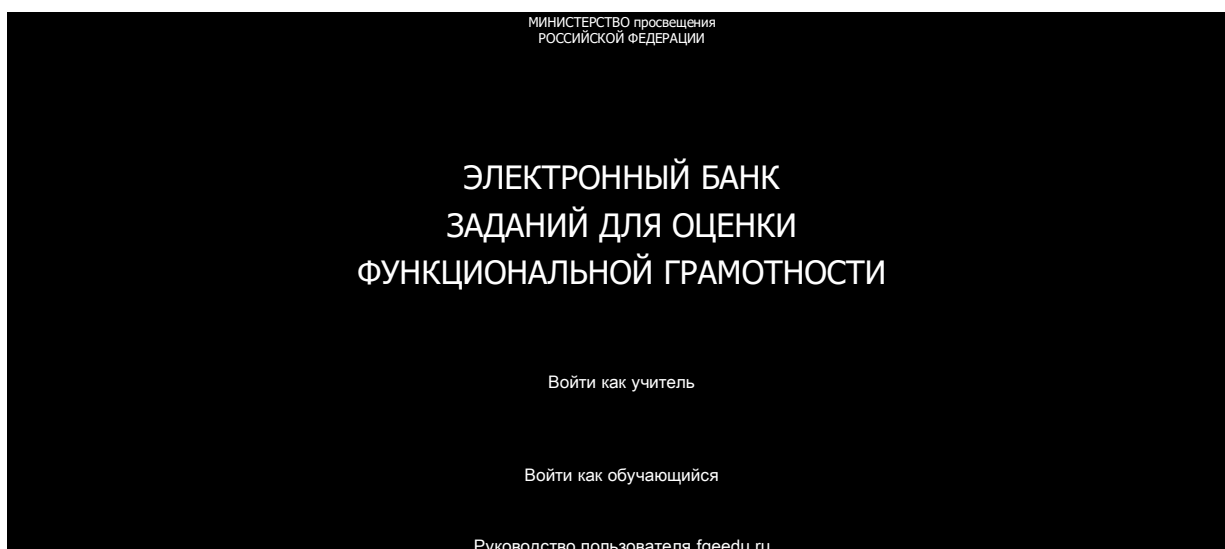 МИНИСТЕРСТВО просвещения
РОССИЙСКОЙ ФЕДЕРАЦИИ
ЭЛЕКТРОННЫЙ БАНК
ЗАДАНИЙ ДЛЯ ОЦЕНКИ
ФУНКЦИОНАЛЬНОЙ ГРАМОТНОСТИ
Войти как учитель
Войти как обучающийся
Руководство пользователя fgeedu.ru